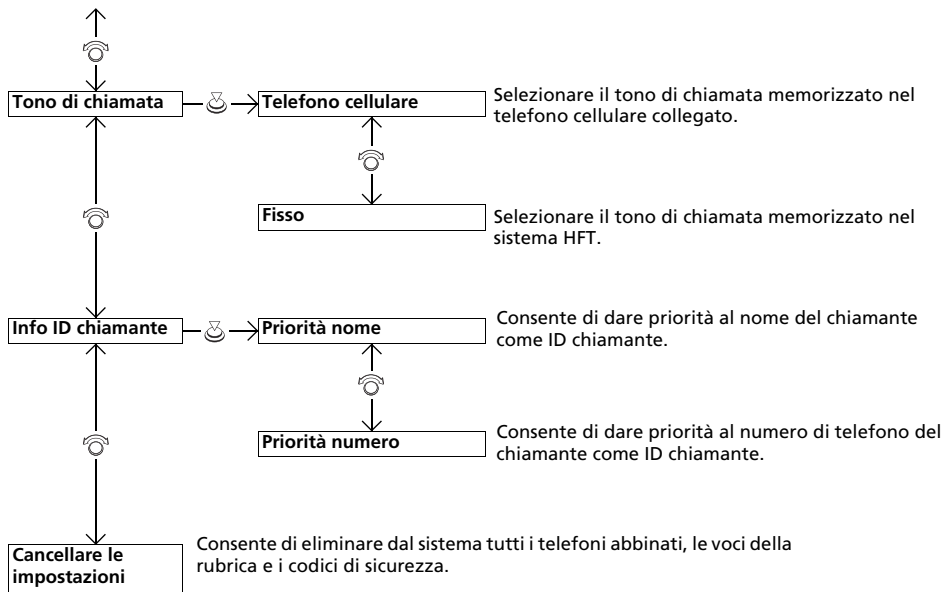 Tono di chiamata
Telefono cellulare
Selezionare il tono di chiamata memorizzato nel
telefono cellulare collegato.
Fisso
Selezionare il tono di chiamata memorizzato nel
sistema HFT.
Info ID chiamante
Priorità nome
Consente di dare priorità al nome del chiamante
come ID chiamante.
Priorità numero
Consente di dare priorità al numero di telefono del
chiamante come ID chiamante.
Cancellare le
impostazioni
Consente di eliminare dal sistema tutti i telefoni abbinati, le voci della
rubrica e i codici di sicurezza.